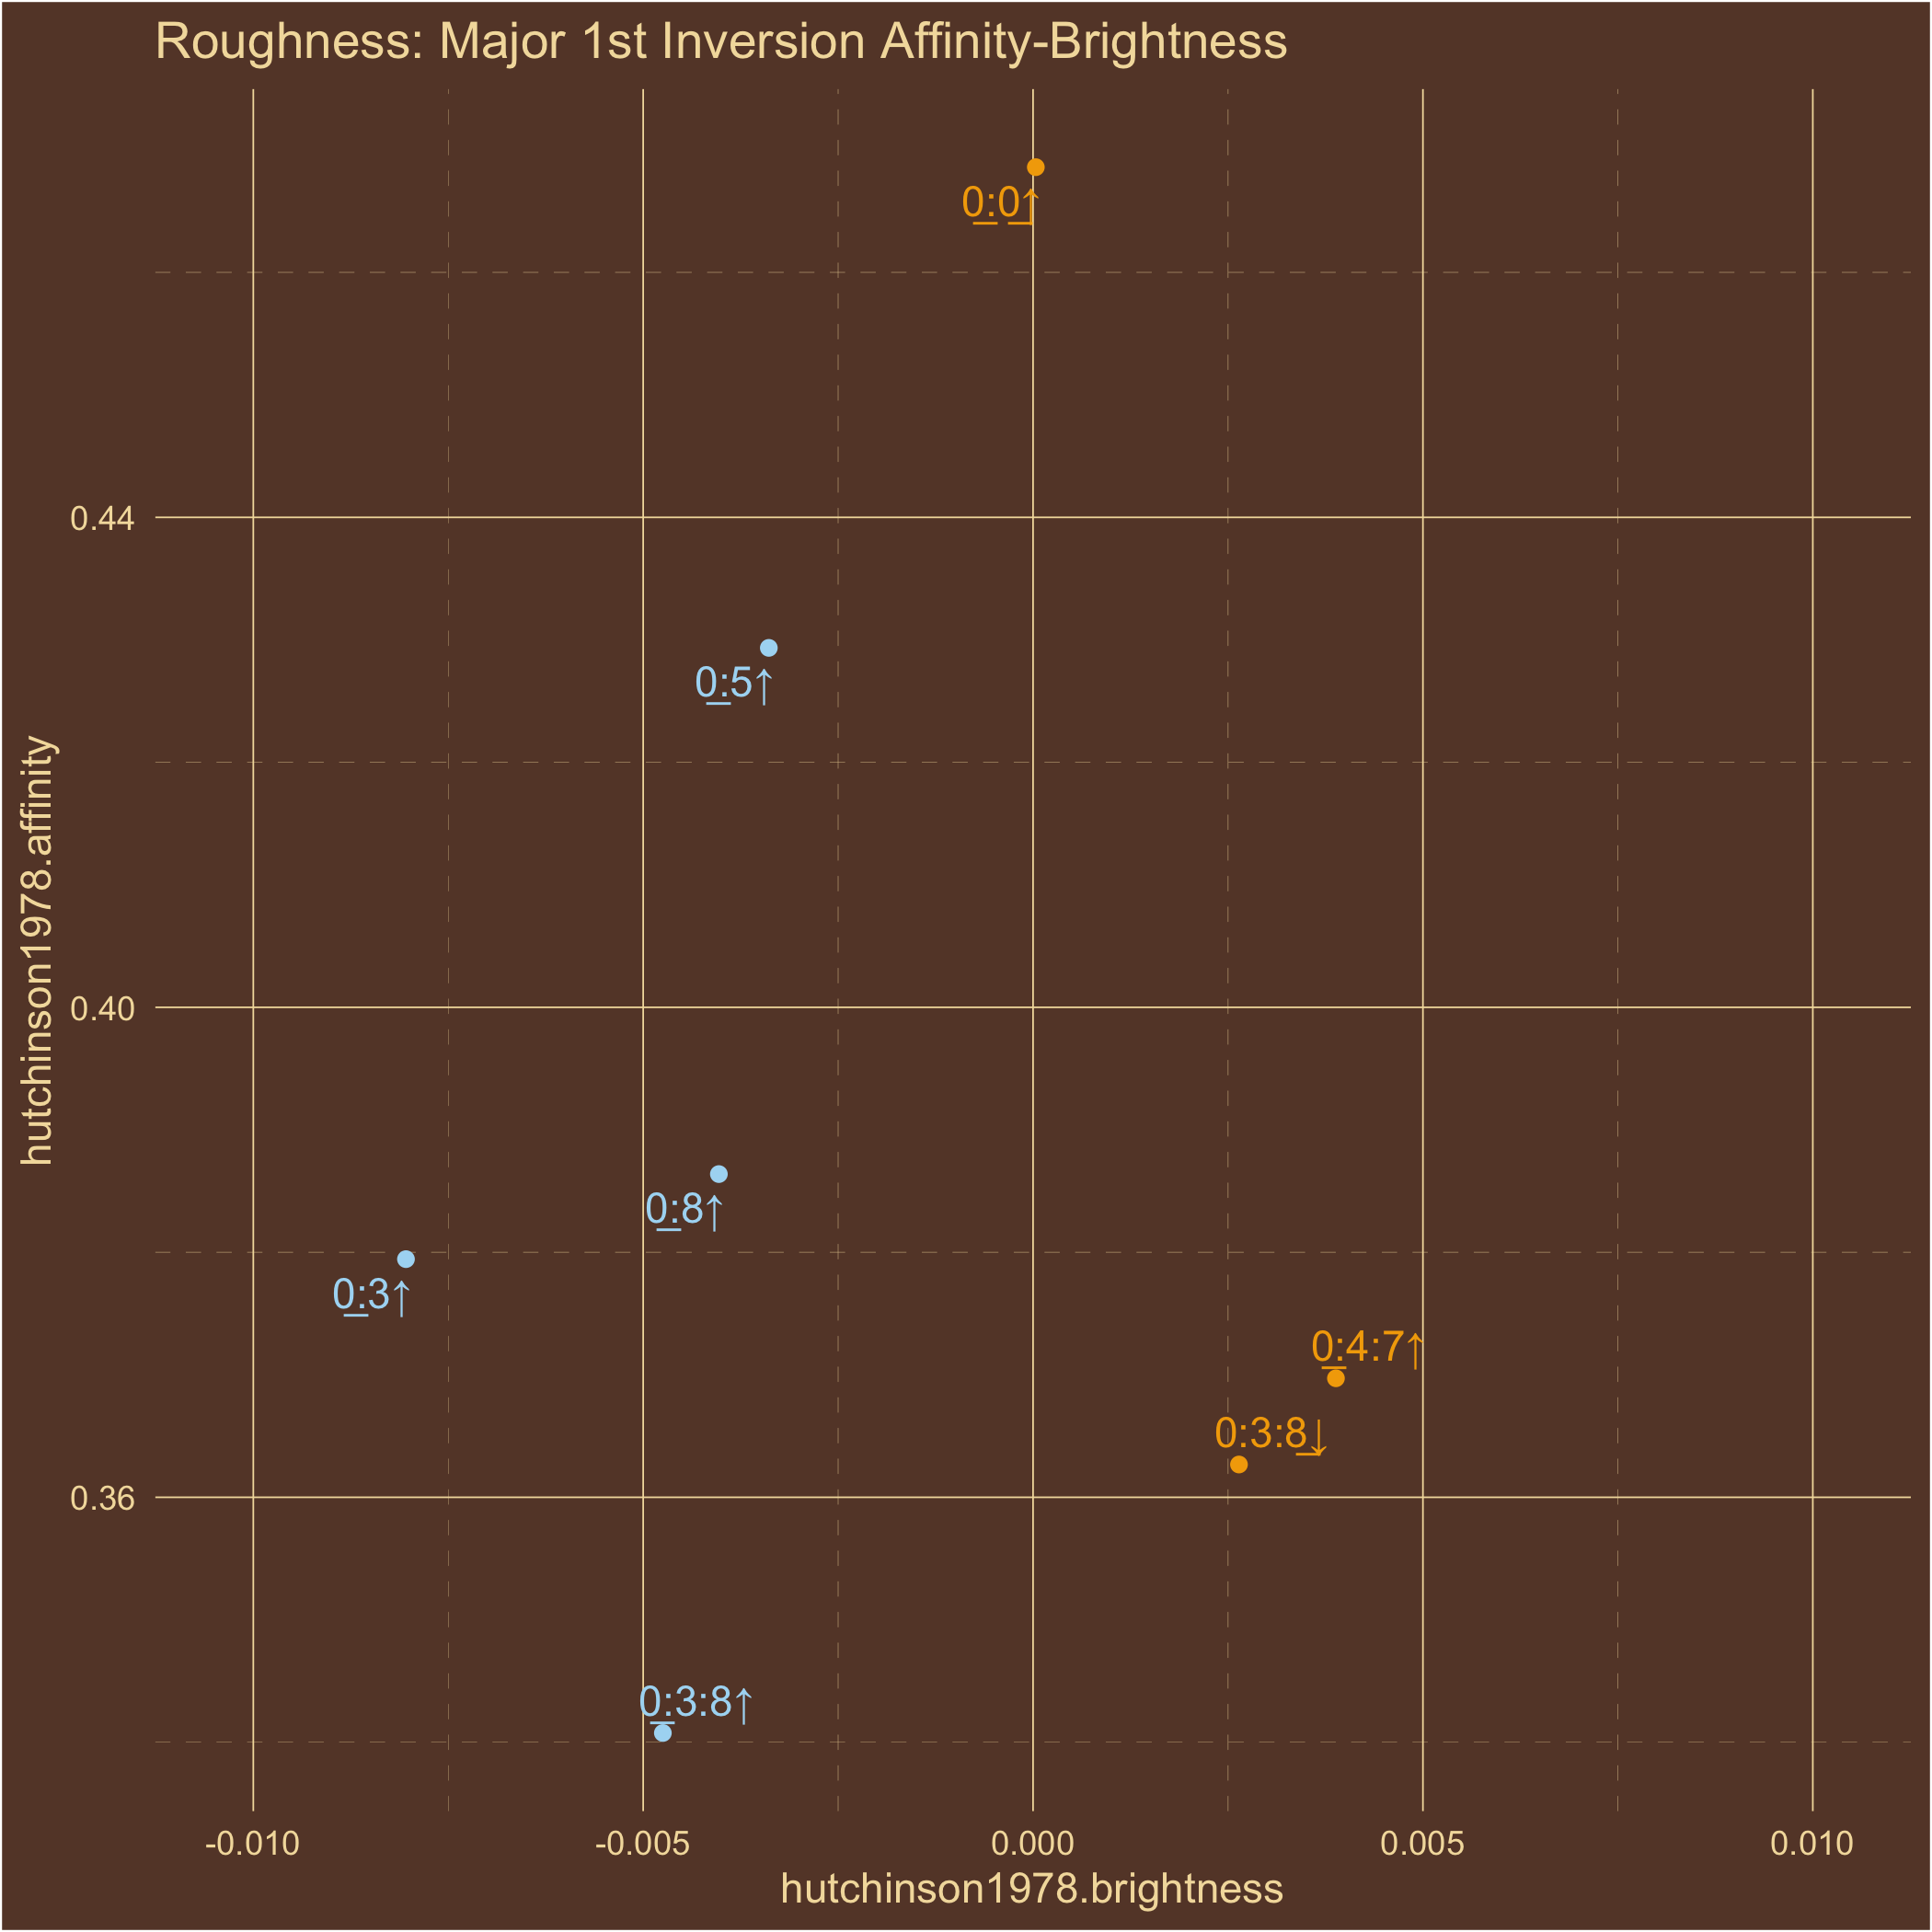 Roughness: Major 1st Inversion Affinity-Brightness
0:0↑
0.44
0:5↑
hutchinson1978.affinity
0.40
0:8↑
0:3↑
0:4:7↑
0:3:8↓
0.36
0:3:8↑
-0.010 -0.005 0.000 0.005 0.010
hutchinson1978.brightness